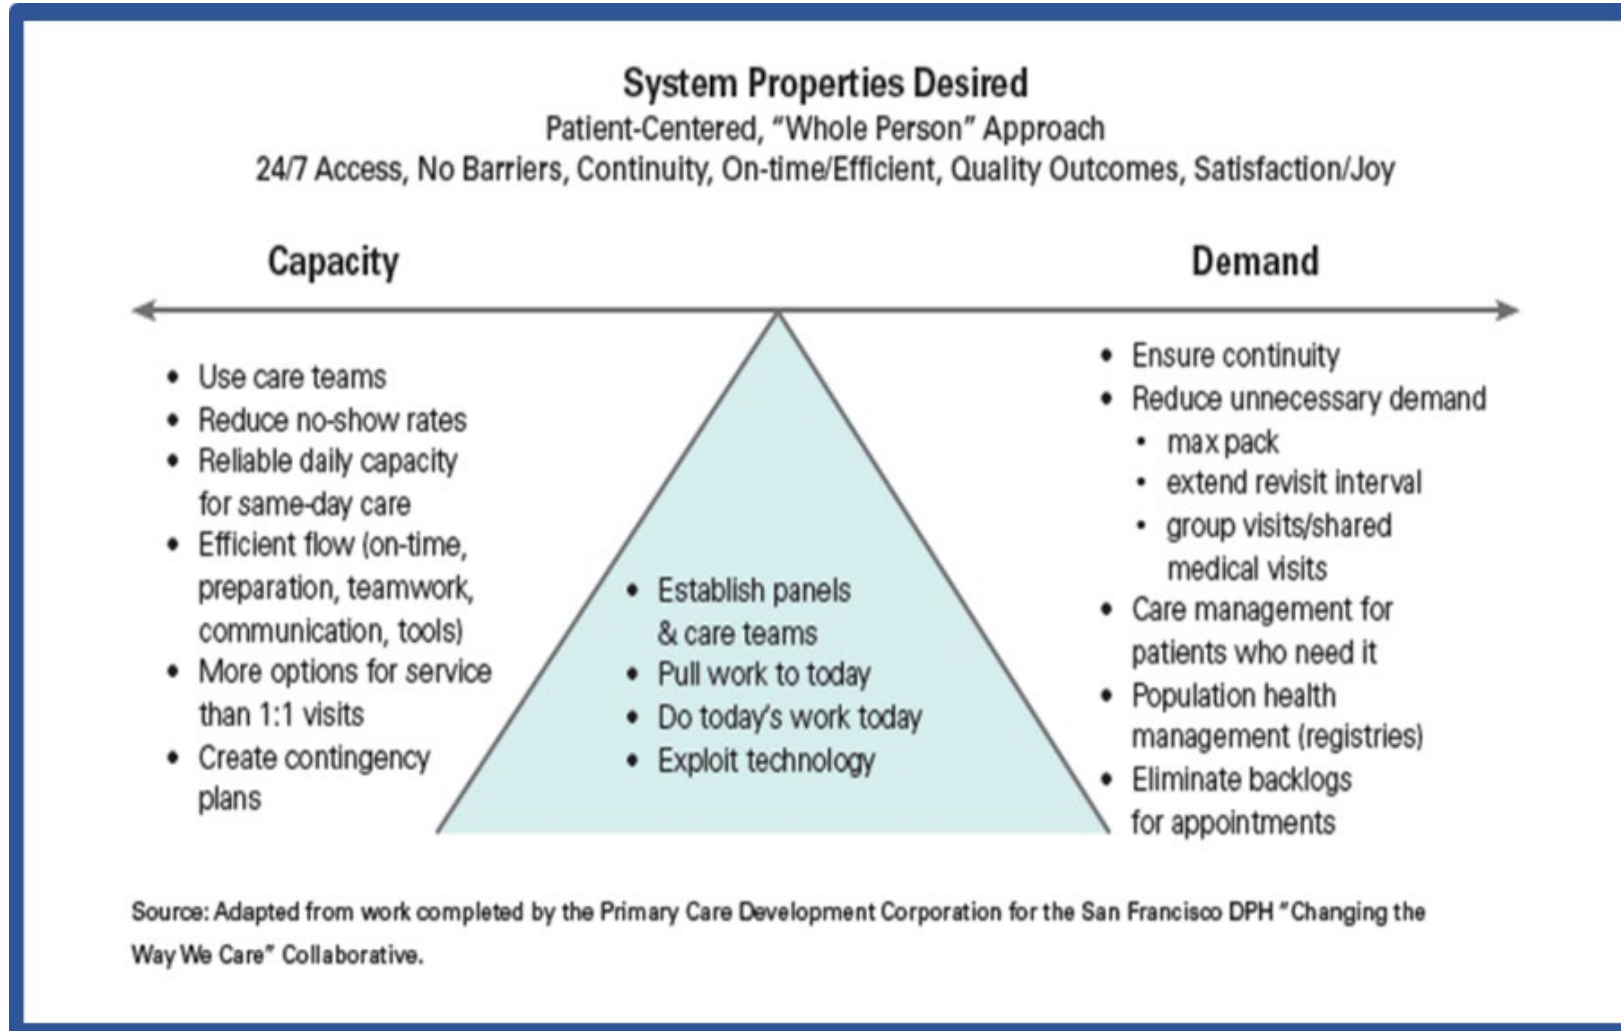 System Properties Desired
Patient-Centered, “Whole Person” Approach
24/7 Access, No Barriers, Continuity, On-time/Efficient, Quality Outcomes, Satisfaction/Joy
Capacity
• Use care teams
• Reduce no-show rates
• Reliable daily capacity
for same-day care
• Efficient flow (on-time,
preparation, teamwork,
communication, tools)
• More options for service
than 1:1 visits
• Create contingency
plans
• Establish panels
& care teams
• Pull work to today
• Do today’s work today
• Exploit technology
Demand
• Ensure continuity
• Reduce unnecessary demand
• max pack
• extend revisit interval
• group visits/shared
medical visits
• Care management for
patients who need it
• Population health
management (registries)
• Eliminate backlogs
for appointments
Source: Adapted from work completed by the Primary Care Development Corporation for the San Francisco DPH “Changing the
Way We Care” Collaborative.